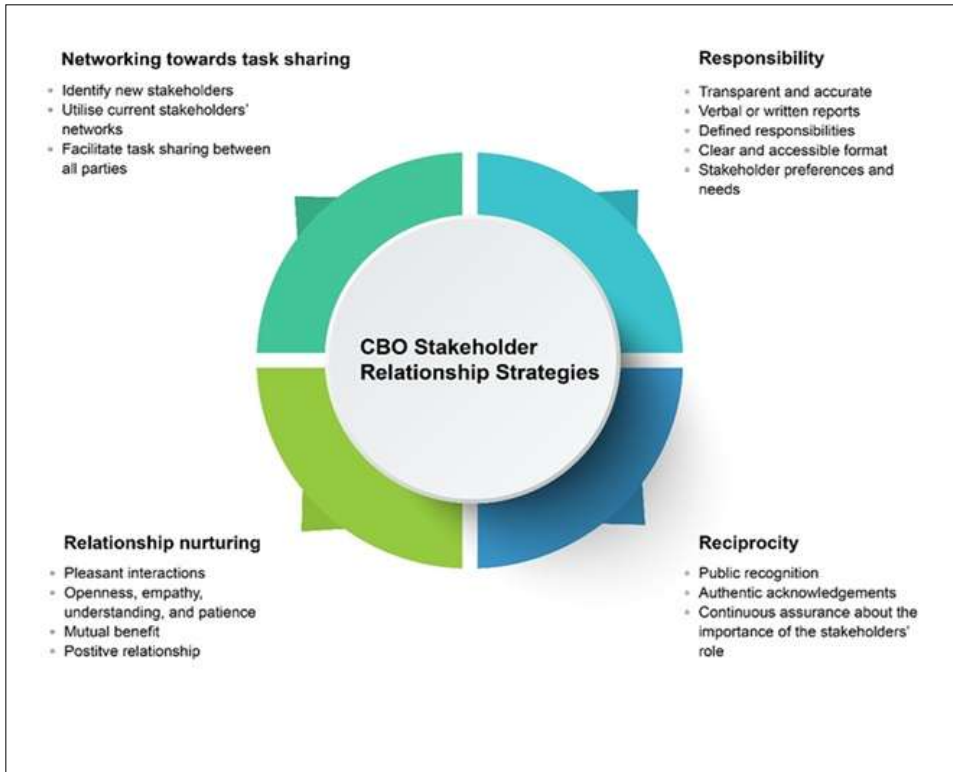 Networking towards task sharing
Identify new stakeholders
Utilise current stakeholders'
networks
Facilitate task sharing between
all parties
Responsibility
Transparent and accurate
Verbal or written reports
Defined responsibilities
Clear and accessible format
Stakeholder preferences and
needs
CBO Stakeholder
Relationship Strategies
Relationship nurturing
Pleasant interactions
Openness, empathy,
understanding, and patience
Mutual benefit
Postitve relationship
Reciprocity
Public recognition
Authentic acknowledgements
Continuous assurance about the
importance of the stakeholders'
role